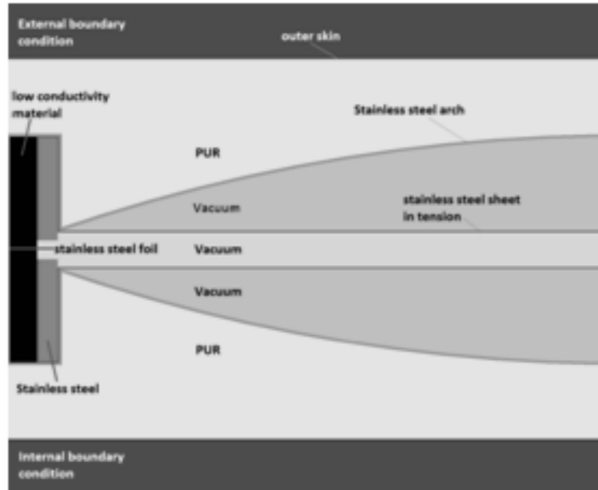 External boundary
condition
outer skin
low conductivity
material
Stainless steel arch
PUR
Vacuum
stainless steel sheet
in tension
stainless steel foil
Vacuum
Vacuum
PUR
Stainless steel
Internal boundary
condition